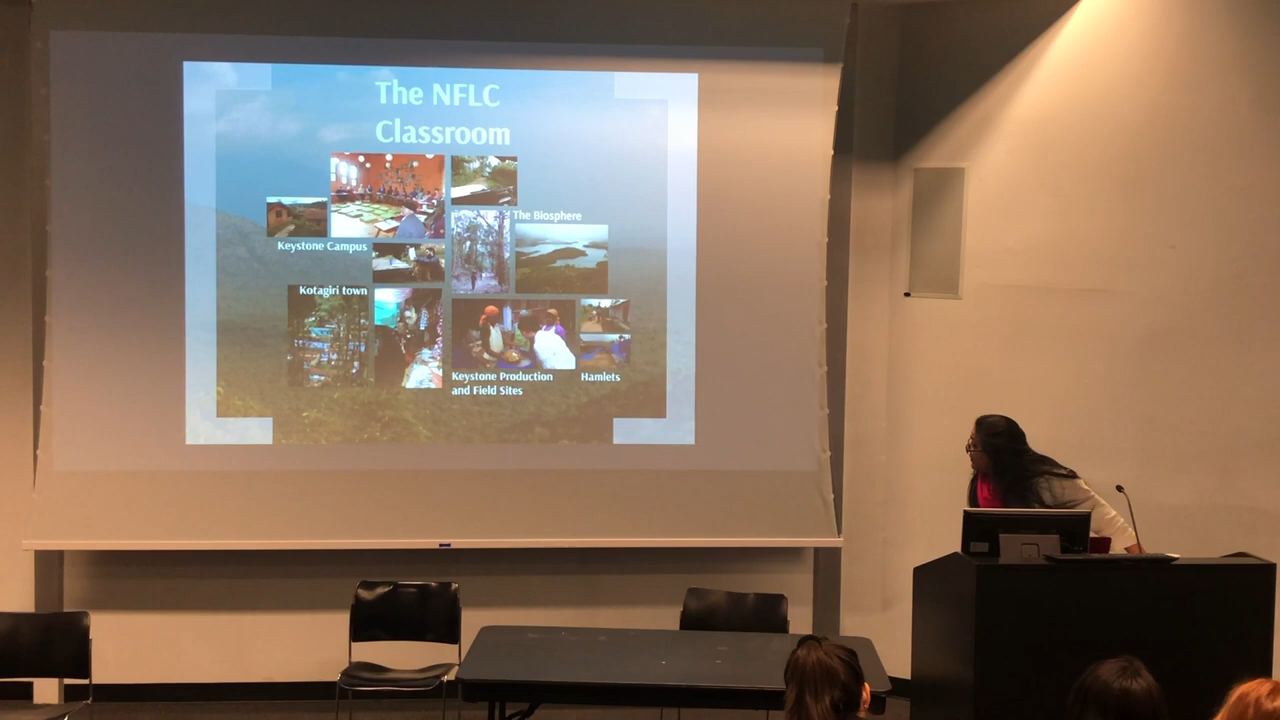 The NFLC
Classroom
The Biosphere
Keystone Campus
Kotagiri town
Keystone Production
and Field Sites
Hamlets